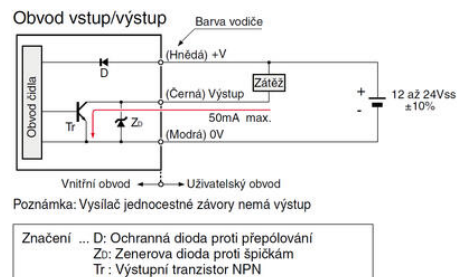 Obvod vstup/výstup
Barva vodiče
(Hnědá) +V
D
Zátěž
(Černá) Výstup
Obvod čidla
+
12 až 24Vss
±10%
-
Tr
ZD
50mA max.
(Modrá) 0V
Vnitřní obvod
Uživatelský obvod
Poznámka: Vysílač jednocestné závory nemá výstup
Značení ... D: Ochranná dioda proti přepólování
ZD: Zenerova dioda proti špičkám
Tr : Výstupní tranzistor NPN